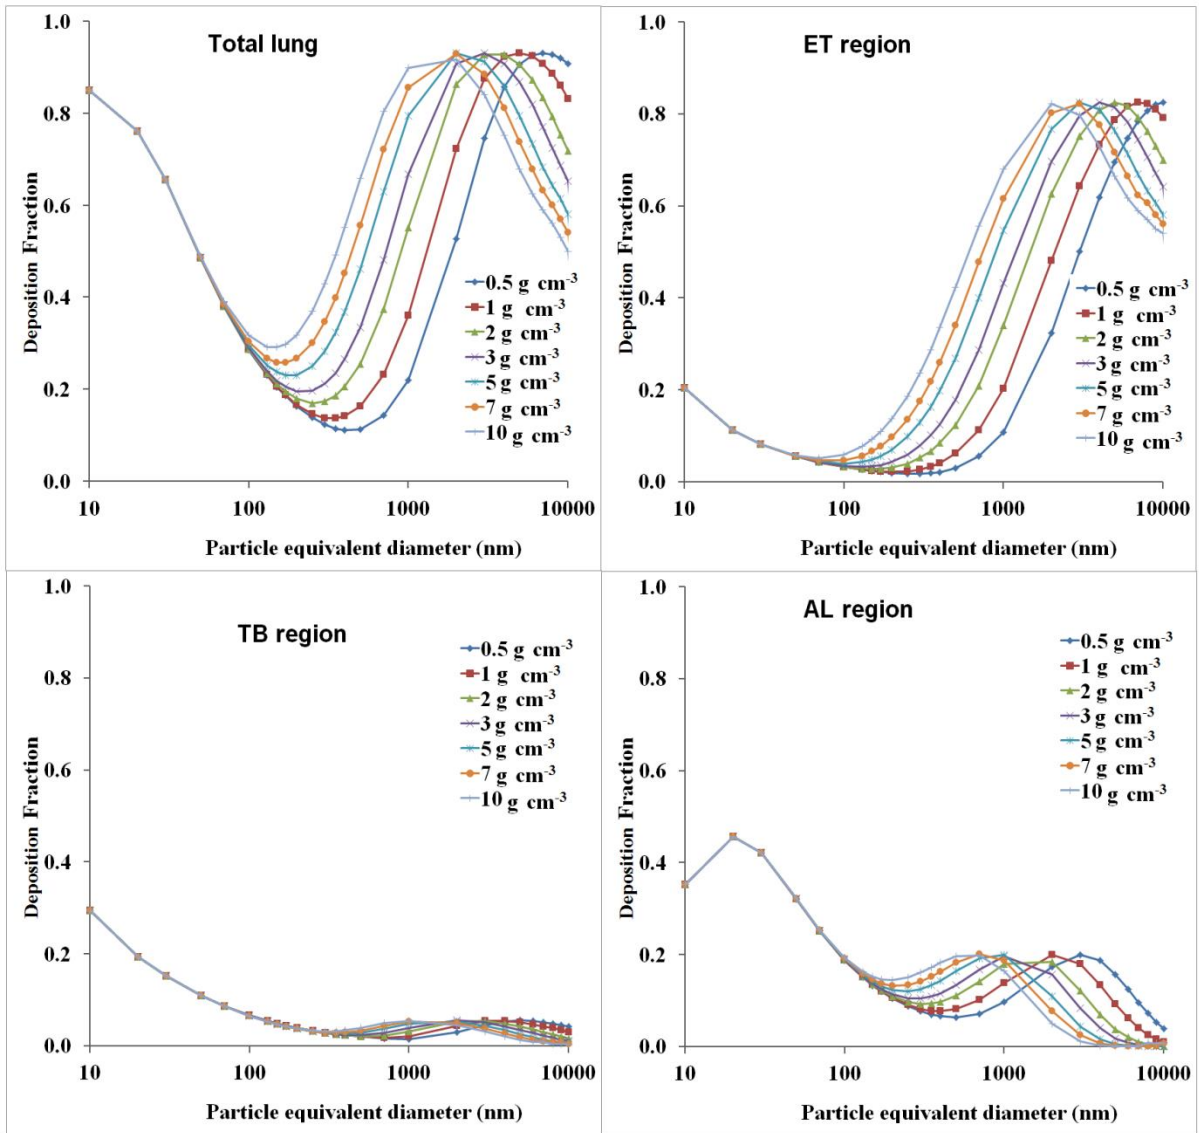 Total lung
Deposition Fraction
1.0
0.8
0.6
0.4
0.2
0.0
0.5 g cm-3
1 g cm-3
2 g cm-3
3 g cm-3
5 g cm-3
7 g cm-3
10 g cm-3
10
100
1000
10000
Particle equivalent diameter (nm)
ET region
Deposition Fraction
1.0
0.8
0.6
0.4
0.2
0.0
0.5 g cm-3
1 g cm-3
2 g cm-3
3 g cm-3
5 g cm-3
7 g cm-3
10 g cm-3
10
100
1000
10000
Particle equivalent diameter (nm)
TB region
Deposition Fraction
1.0
0.8
0.6
0.4
0.2
0.0
0.5 g cm-3
1 g cm-3
2 g cm-3
3 g cm-3
5 g cm-3
7 g cm-3
10 g cm-3
10
100
1000
10000
Particle equivalent diameter (nm)
AL region
Deposition Fraction
1.0
0.8
0.6
0.4
0.2
0.0
0.5 g cm-3
1 g cm-3
2 g cm-3
3 g cm-3
5 g cm-3
7 g cm-3
10 g cm-3
10
100
1000
10000
Particle equivalent diameter (nm)